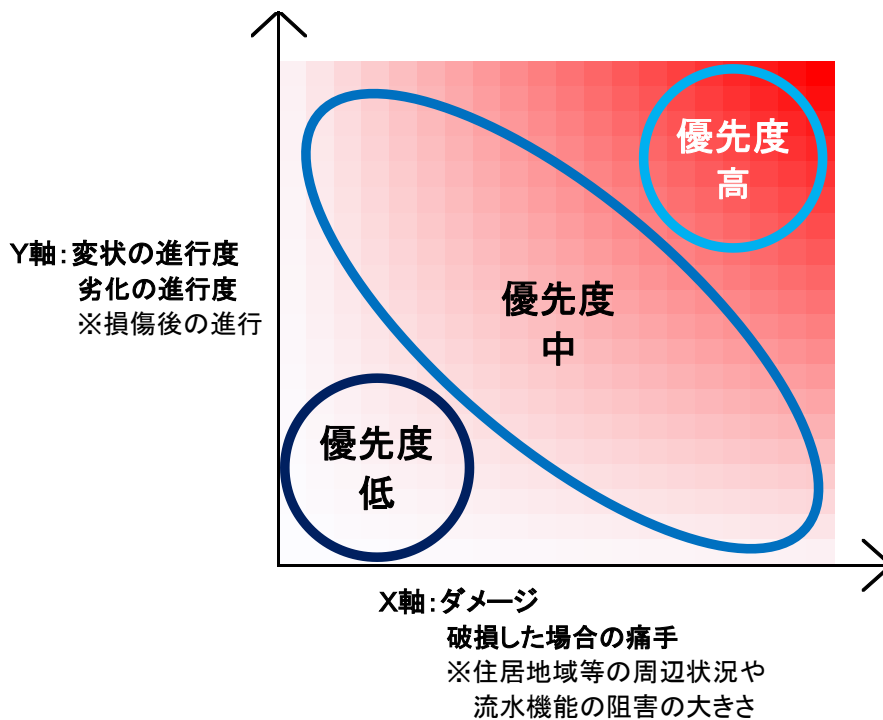 優先度
高
Y軸：変状の進行度
劣化の進行度
※損傷後の進行
優先度
中
優先度
低
X軸：ダメージ
破損した場合の痛手
※住居地域等の周辺状況や
流水機能の阻害の大きさ